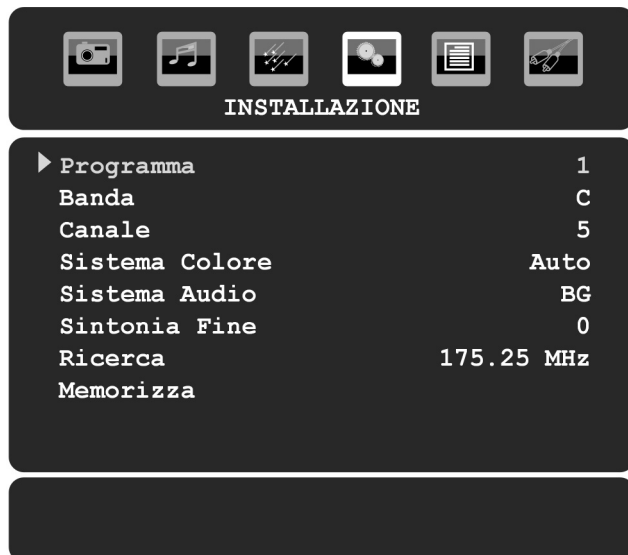 INSTALLAZIONE
Programma 1
Banda C
Canale 5
Sistema Colore Auto
Sistema Audio BG
Sintonia Fine 0
Ricerca 175.25 MHz
Memorizza